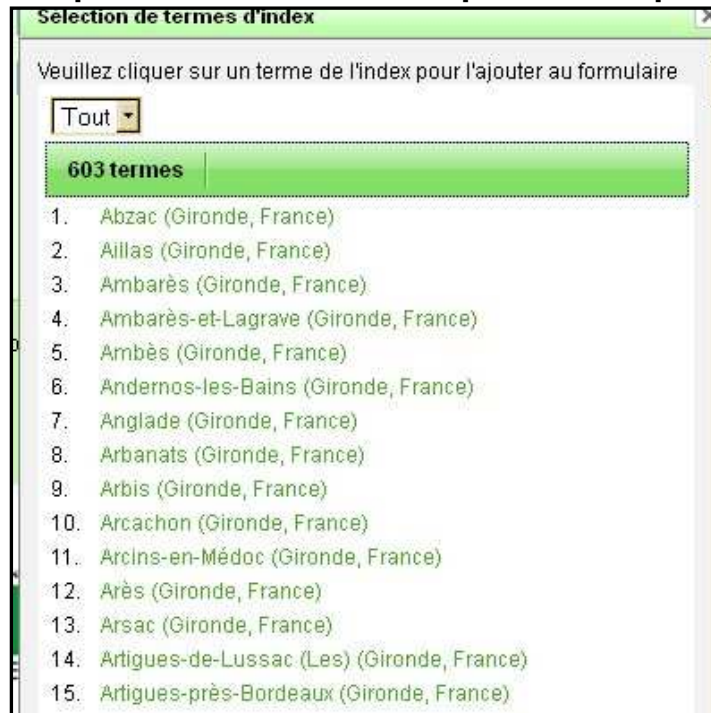 Sélection de termes d'index
Veuillez cliquer sur un terme de l'index pour l'ajouter au formulaire
Tout
603 termes
1. Abzac (Gironde, France)
2. Aillas (Gironde, France)
3. Ambarès (Gironde, France)
4. Ambarès-et-Lagrave (Gironde, France)
5. Ambès (Gironde, France)
6. Andernos-les-Bains (Gironde, France)
7. Anglade (Gironde, France)
8. Arbanats (Gironde, France)
9. Arbis (Gironde, France)
10. Arcachon (Gironde, France)
11. Arcins-en-Médoc (Gironde, France)
12. Arès (Gironde, France)
13. Arsac (Gironde, France)
14. Artigues-de-Lussac (Les) (Gironde, France)
15. Artigues-près-Bordeaux (Gironde, France)